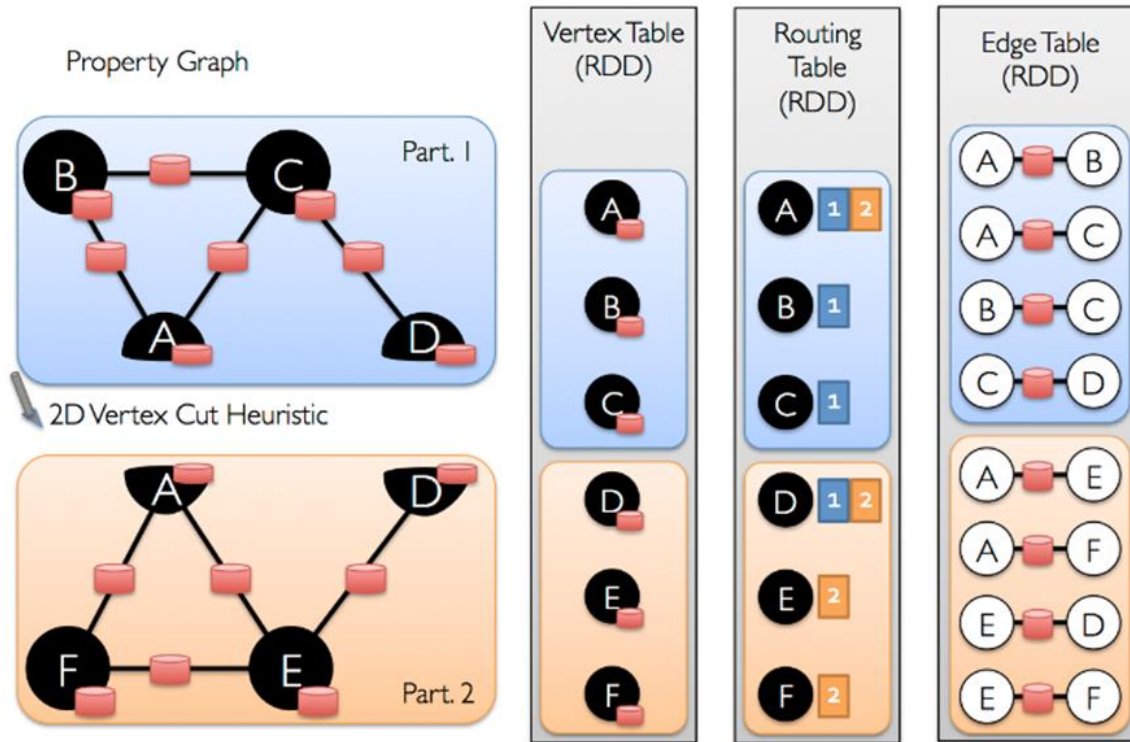 Property Graph
Part. 1
B
C
A
D
2D Vertex Cut Heuristic
A
D
F
E
Part. 2
Vertex Table
(RDD)
A
B
C
D
E
F
Routing
Table
(RDD)
A 1 2
B 1
C 1
D 1 2
E 2
F 2
Edge Table
(RDD)
A B
A C
B C
C D
A E
A F
E D
E F